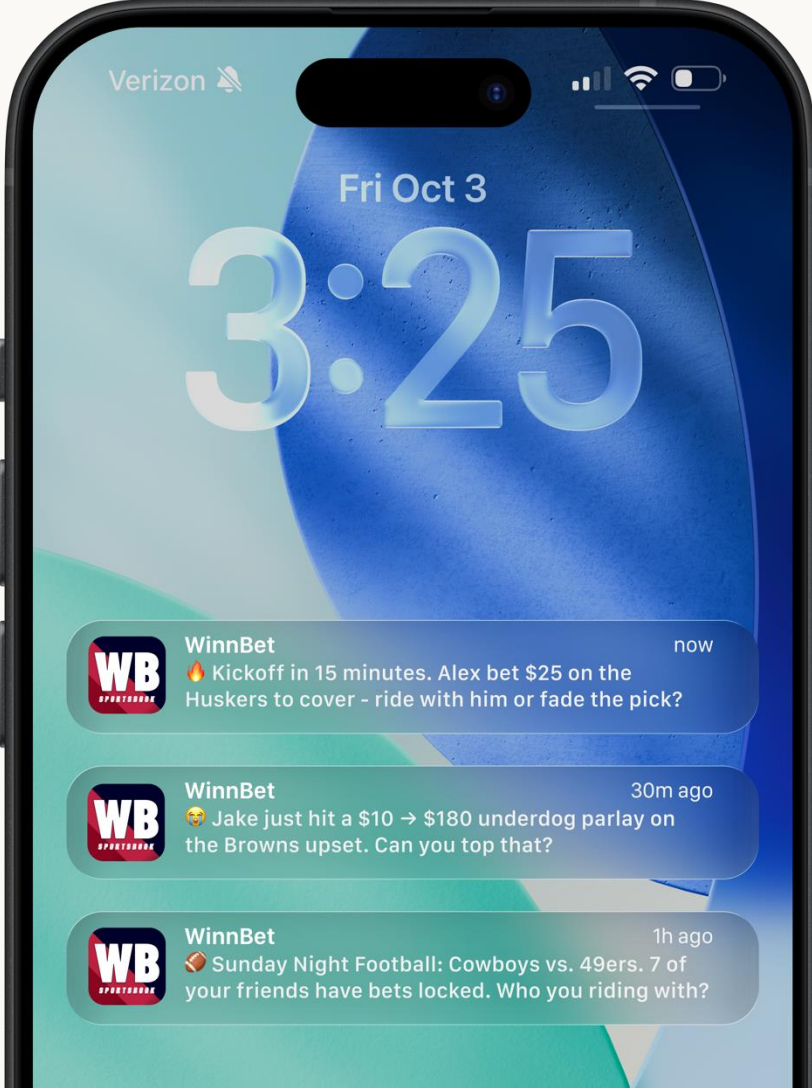 Verizon
Fri Oct 3
3:25
WinnBet now
🔥 Kickoff in 15 minutes. Alex bet $25 on the
Huskers to cover - ride with him or fade the pick?
WB
SPORTSBOOK
WinnBet 30m ago
😭 Jake just hit a $10 → $180 underdog parlay on
the Browns upset. Can you top that?
WB
SPORTSBOOK
WinnBet 1h ago
🏈 Sunday Night Football: Cowboys vs. 49ers. 7 of
your friends have bets locked. Who you riding with?
WB
SPORTSBOOK